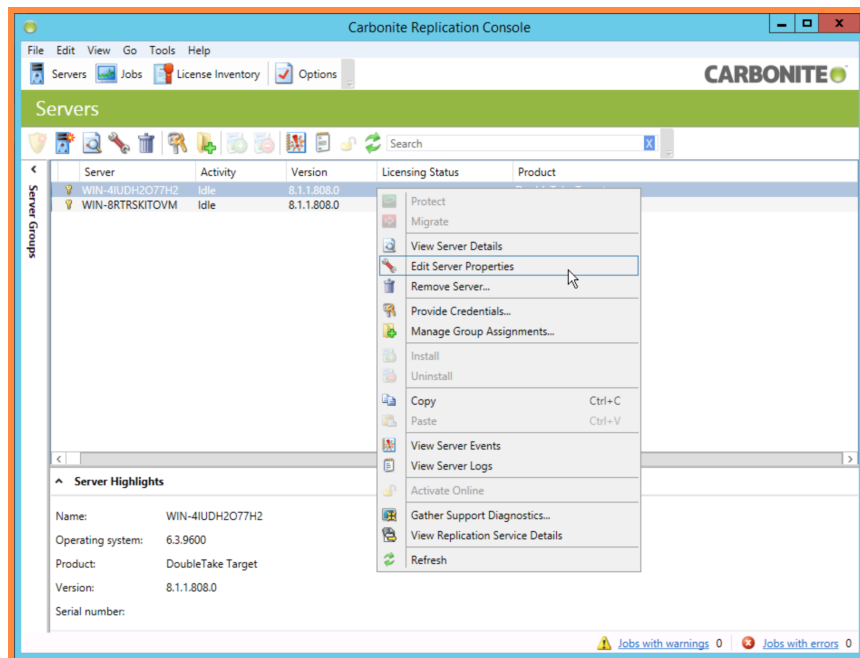 Carbonite Replication Console
File Edit View Go Tools Help
Servers Jobs License Inventory Options
CARBONITE
Servers
Search X
Server Activity Version Licensing Status Product
WIN-4IUDH2O77H2 Idle 8.1.1.808.0
WIN-8RTRSKITOVM Idle 8.1.1.808.0
Server Groups
Protect
Migrate
View Server Details
Edit Server Properties
Remove Server...
Provide Credentials...
Manage Group Assignments...
Install
Uninstall
Copy Ctrl+C
Paste Ctrl+V
View Server Events
View Server Logs
Activate Online
Gather Support Diagnostics...
View Replication Service Details
Refresh
Server Highlights
Name: WIN-4IUDH2O77H2
Operating system: 6.3.9600
Product: DoubleTake Target
Version: 8.1.1.808.0
Serial number:
Jobs with warnings 0 Jobs with errors 0